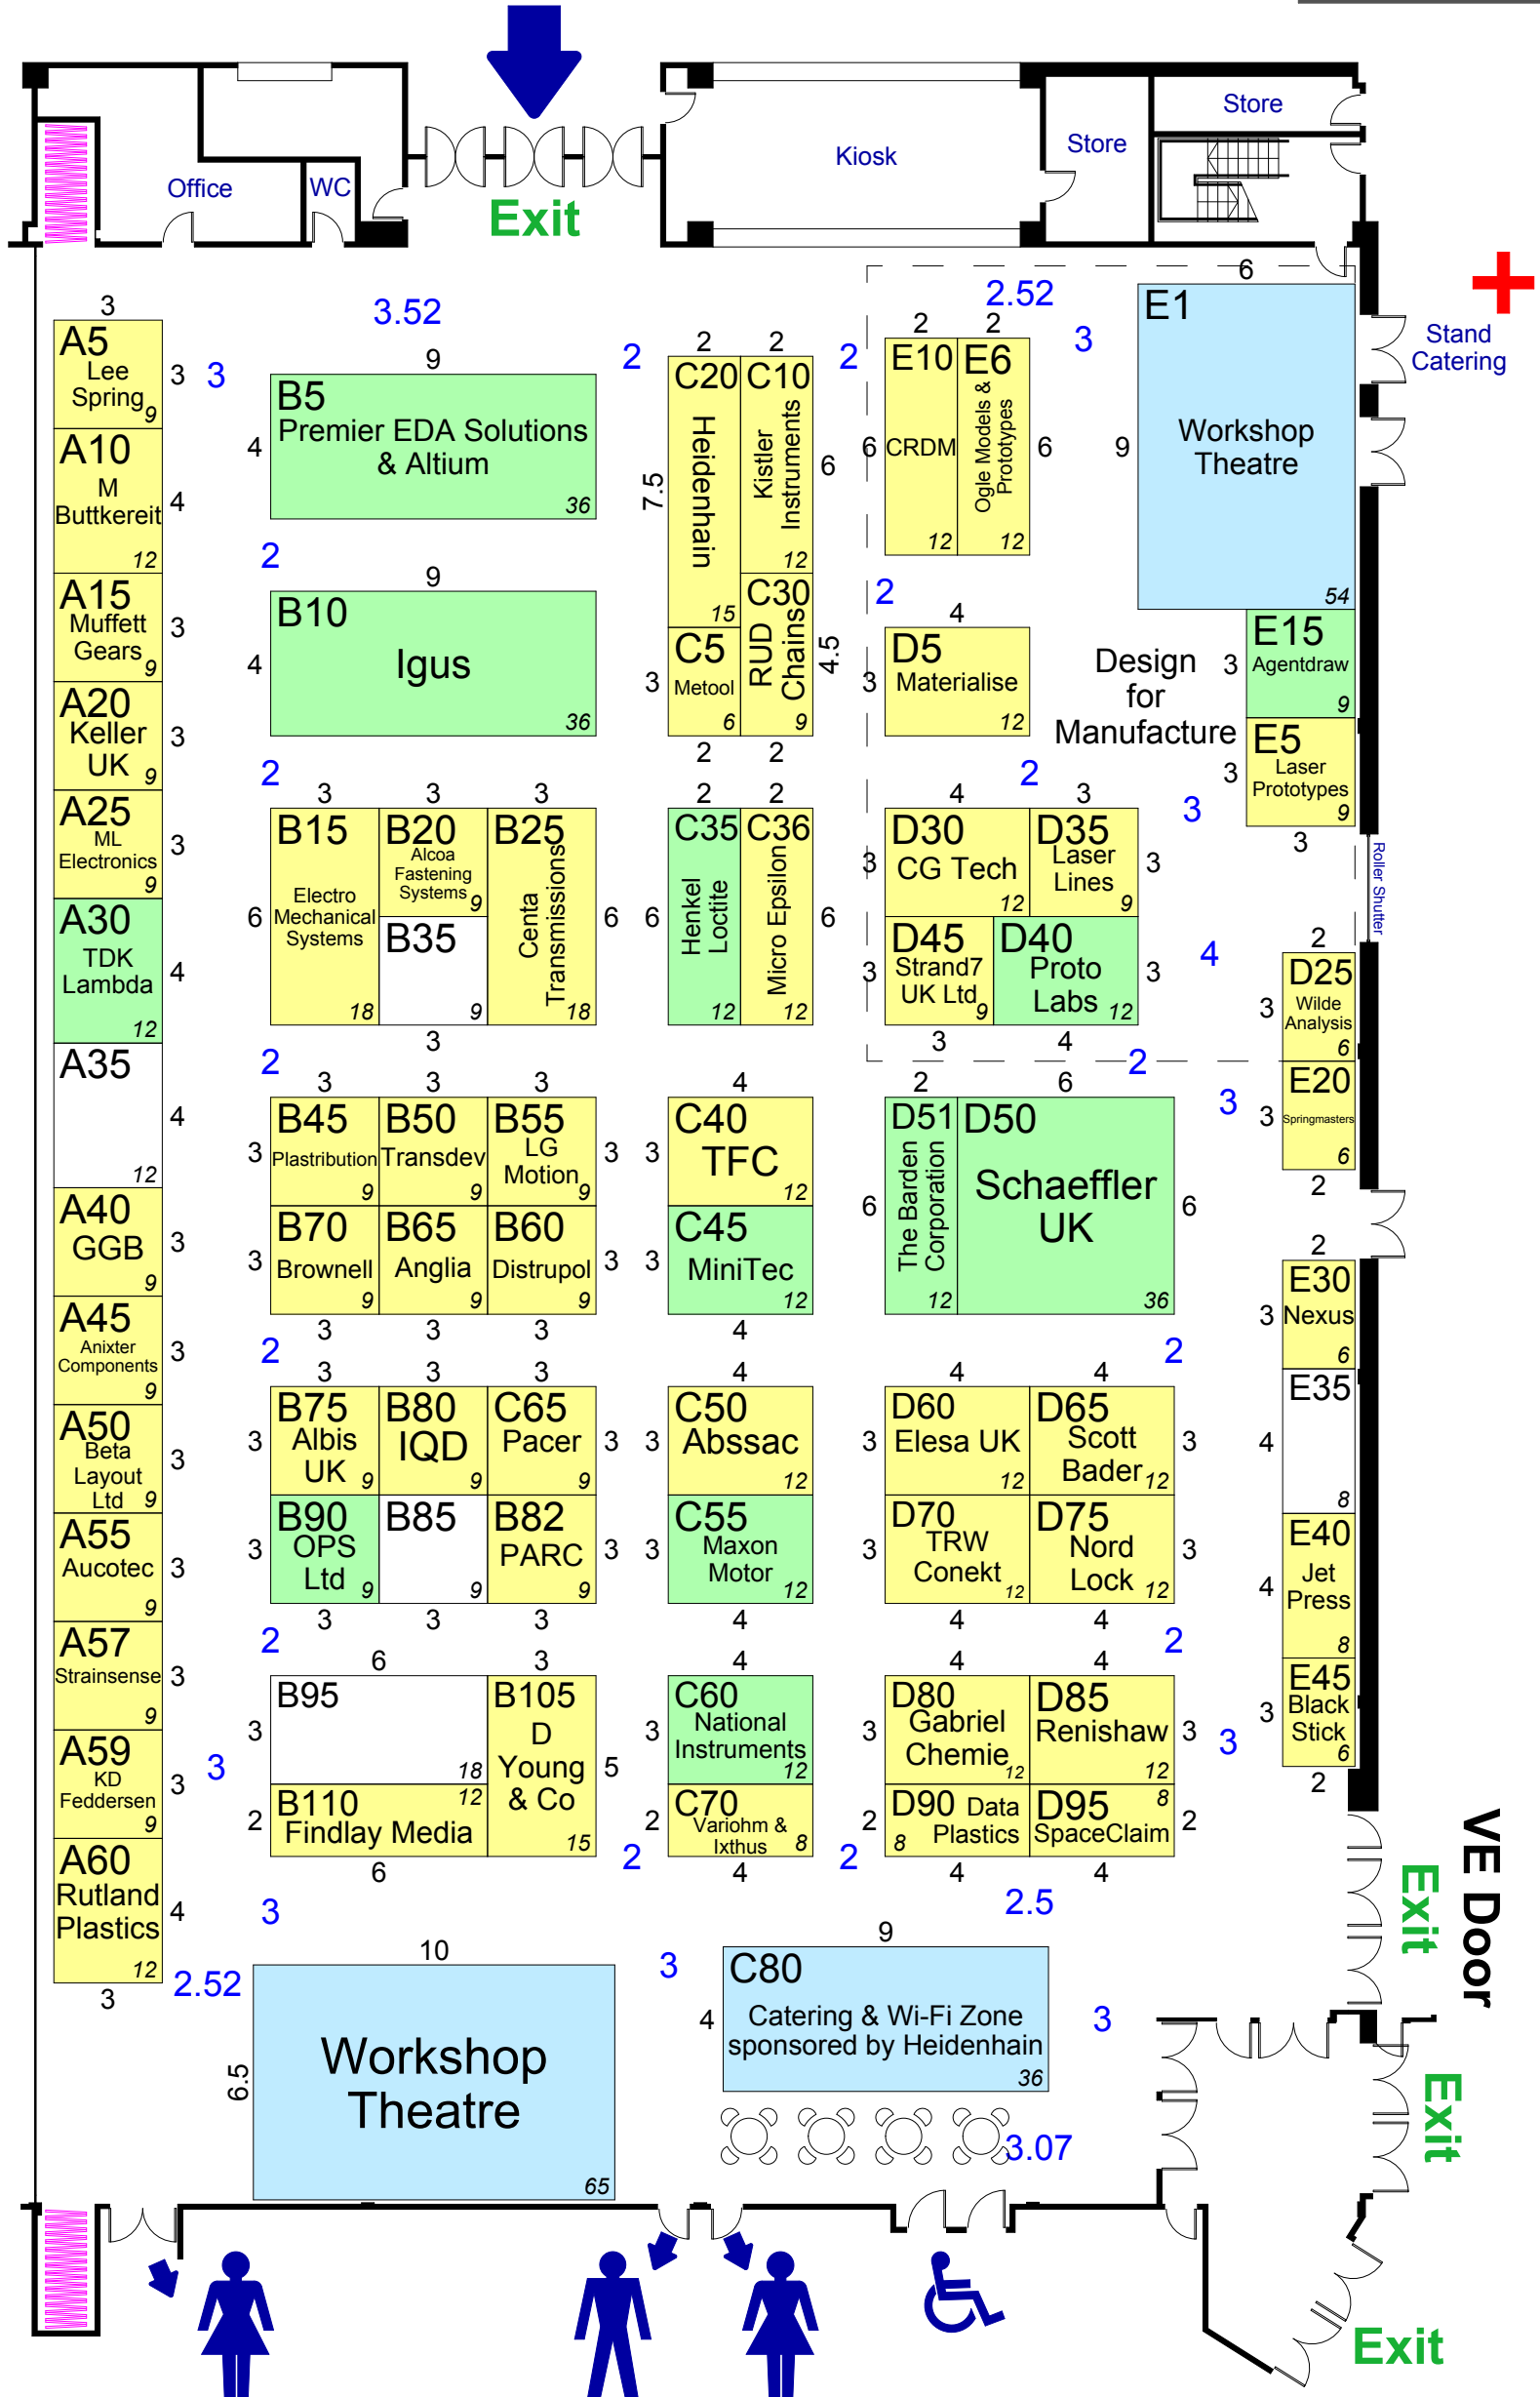 Store
Store
Kiosk
Office
WC
Exit
6
2.52
3
3.52
2
2
2
2
2
2
3
Stand
Catering
A5
Lee
Spring
9
3
3
A10
M
Buttkereit
12
4
A15
Muffett
Gears
9
3
A20
Keller
UK
9
3
A25
ML
Electronics
9
3
A30
TDK
Lambda
12
4
A35
12
4
A40
GGB
9
3
A45
Anixter
Components
9
3
A50
Beta
Layout
Ltd
9
3
A55
Aucotec
9
3
A57
Strainsense
9
3
A59
KD
Feddersen
9
3
3
A60
Rutland
Plastics
12
4
3
2.52
9
B5
Premier EDA Solutions
& Altium
36
4
2
9
B10
Igus
36
4
2
3
3
3
B15
Electro
Mechanical
Systems
18
6
B20
Alcoa
Fastening
Systems
9
B25
Centa
Transmissions
18
6
B35
9
3
2
3
3
3
B45
Plastribution
9
3
B50
Transdev
9
B55
LG
Motion
9
3
B70
Brownell
9
3
B65
Anglia
9
B60
Distrupol
9
3
3
3
3
2
3
3
3
B75
Albis
UK
9
3
B80
IQD
9
C65
Pacer
9
3
B90
OPS
Ltd
9
3
B85
9
B82
PARC
9
3
3
3
3
2
6
3
B95
18
3
B105
D
Young
& Co
15
5
B110
12
Findlay Media
2
6
3
C20
Heidenhain
15
7.5
C10
Kistler
Instruments
12
6
C5
Metool
6
3
C30
RUD
Chains
9
4.5
2
2
2
2
C35
Henkel
Loctite
12
6
C36
Micro Epsilon
12
6
4
C40
TFC
12
3
C45
MiniTec
12
3
4
4
C50
Abssac
12
3
C55
Maxon
Motor
12
3
4
4
C60
National
Instruments
12
3
C70
Variohm &
Ixthus
8
2
4
2
2
E10
CRDM
12
6
E6
Ogle Models &
Prototypes
12
6
E1
Workshop
Theatre
54
9
2
4
D5
Materialise
12
3
Design
for
Manufacture
E15
Agentdraw
9
3
E5
Laser
Prototypes
9
3
3
2
3
4
3
D30
CG Tech
12
3
D35
Laser
Lines
9
3
D45
Strand7
UK Ltd
9
3
D40
Proto
Labs
12
3
3
4
4
2
Roller Shutter
2
D25
Wilde
Analysis
6
3
E20
Springmasters
6
3
2
3
2
6
D51
The Barden
Corporation
12
6
D50
Schaeffler
UK
36
6
2
2
E30
Nexus
6
3
E35
8
4
E40
Jet
Press
8
4
E45
Black
Stick
6
3
2
4
4
D60
Elesa UK
12
3
D65
Scott
Bader
12
3
D70
TRW
Conekt
12
3
D75
Nord
Lock
12
3
4
4
2
4
4
D80
Gabriel
Chemie
12
3
D85
Renishaw
12
3
3
D90
Data
Plastics
8
2
D95
8
SpaceClaim
2
4
4
2.5
VE Door
Exit
10
Workshop
Theatre
65
6.5
3
9
C80
Catering & Wi-Fi Zone
sponsored by Heidenhain
36
4
3
3.07
Exit
Exit